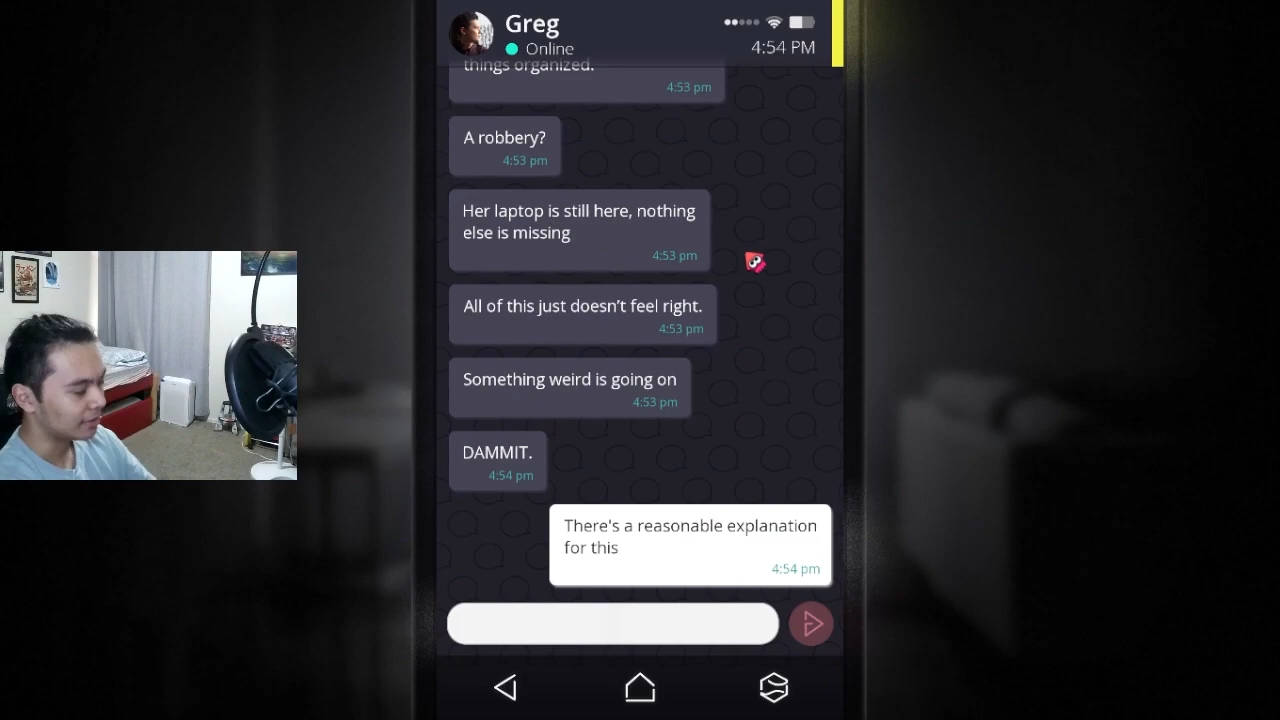 Greg
Online
4:54 PM
things organized.
4:53 pm
A robbery?
4:53 pm
Her laptop is still here, nothing
else is missing
4:53 pm
All of this just doesn’t feel right.
4:53 pm
Something weird is going on
4:53 pm
DAMMIT.
4:54 pm
There's a reasonable explanation
for this
4:54 pm